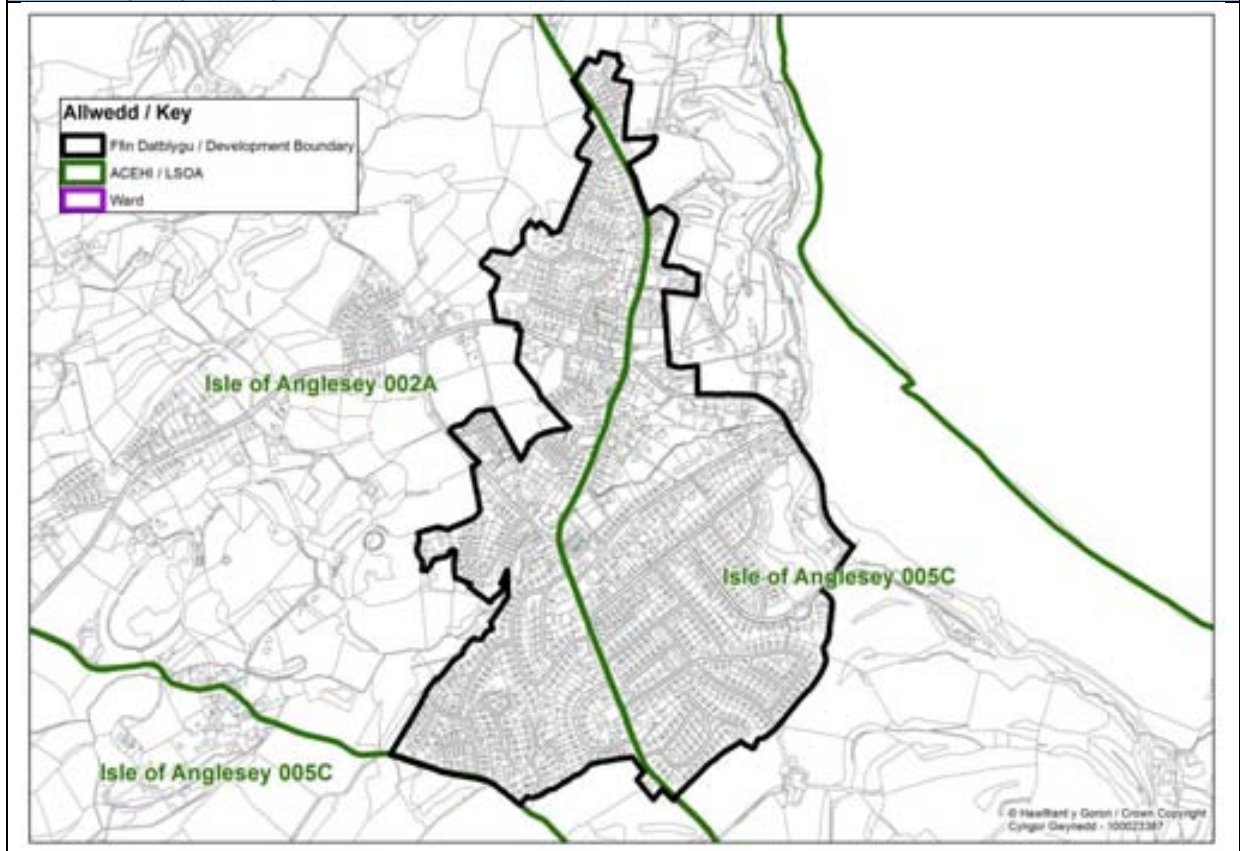 Allwedd / Key
Ffin Datblygu / Development Boundary
ACEHI / LSOA
Ward
Isle of Anglesey 002A
Isle of Anglesey 005C
Isle of Anglesey 005C
© Hawlfraint y Goron / Crown Copyright
Cyngor Gwynedd - 100023387